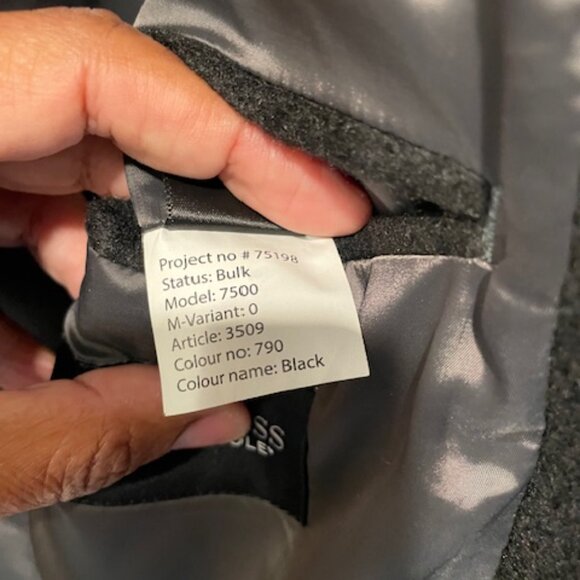 Project no # 75198
Status: Bulk
Model: 7500
M-Variant: 0
Article: 3509
Colour no: 790
Colour name: Black